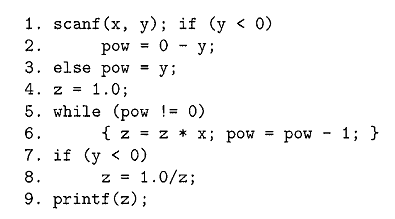 1. scanf(x, y); if (y < 0)
2.       pow = 0 - y;
3. else pow = y;
4. z = 1.0;
5. while (pow != 0)
6.       { z = z * x; pow = pow - 1; }
7. if (y < 0)
8.       z = 1.0/z;
9. printf(z);